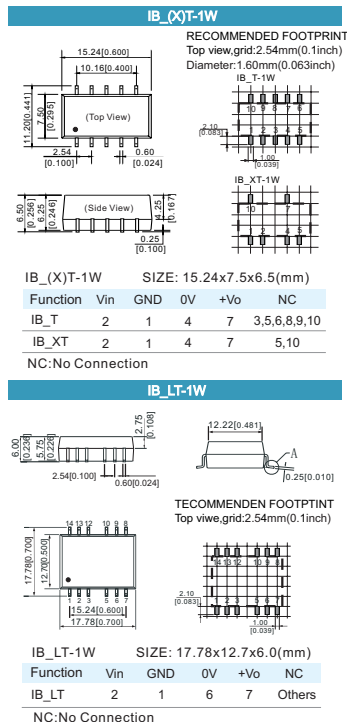 IB_(X)T-1W
RECOMMENDED FOOTPRINT
Top view,grid:2.54mm(0.1inch)
Diameter:1.60mm(0.063inch)
15.24[0.600]
10.16[0.400]
11.20[0.441]
7.50
[0.295]
(Top View)
2.54
[0.100]
0.60
[0.024]
IB_T-1W
10 9 8 7 6
1 2 3 4 5
2.10
[0.083]
1.00
[0.039]
6.50
[0.256]
6.25
[0.246]
(Side View)
4.25
[0.167]
0.25
[0.100]
IB_XT-1W
10 7
1 2 4 5
IB_(X)T-1W SIZE: 15.24x7.5x6.5(mm)
Function Vin GND 0V +Vo NC
IB_T 2 1 4 7 3,5,6,8,9,10
IB_XT 2 1 4 7 5,10
NC:No Connection
IB_LT-1W
6.00
[0.236]
5.75
[0.226]
2.75
[0.108]
2.54[0.100]
0.60[0.024]
12.22[0.481]
A
0.25[0.010]
TECOMMENDEN FOOTPTINT
Top viwe,grid:2.54mm(0.1inch)
14 13 12 10 9 8
17.78[0.700]
12.70[0.500]
1 2 3 5 6 7
15.24[0.600]
17.78[0.700]
14 13 12 10 9 8
2.10
[0.083]
1 2 3 5 6 7
1.00
[0.039]
IB_LT-1W SIZE: 17.78x12.7x6.0(mm)
Function Vin GND 0V +Vo NC
IB_LT 2 1 6 7 Others
NC:No Connection